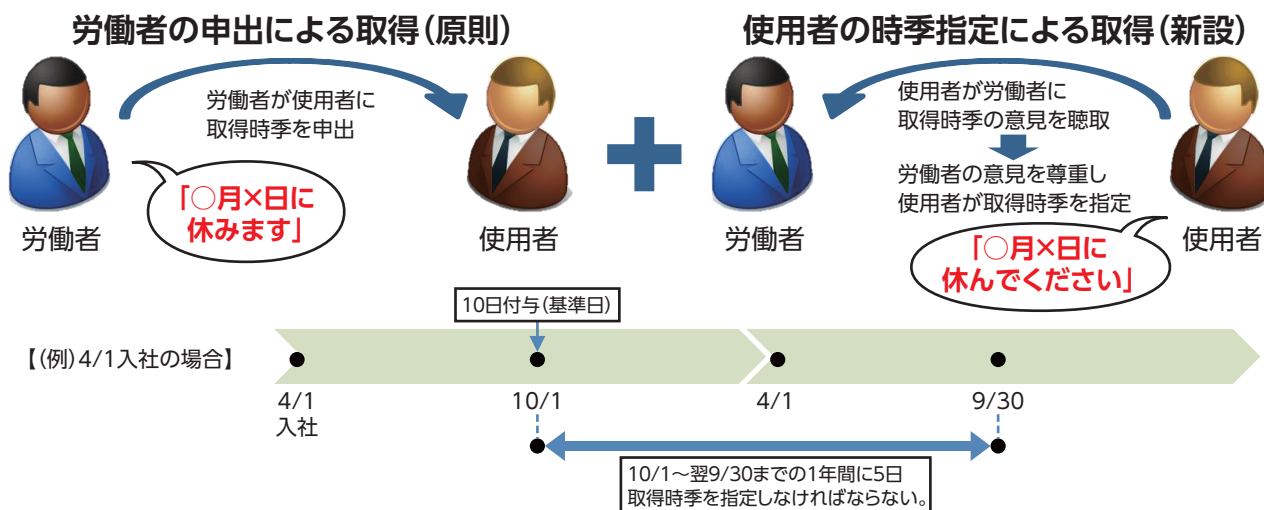 労働者の申出による取得(原則)
労働者が使用者に
取得時季を申出
「○月×日に
休みます」
労働者
使用者
使用者の時季指定による取得(新設)
使用者が労働者に
取得時季の意見を聴取
労働者の意見を尊重し
使用者が取得時季を指定
「○月×日に
休んでください」
労働者
使用者
10日付与(基準日)
【(例)4/1入社の場合】
4/1
入社
10/1
4/1
9/30
10/1～翌9/30までの1年間に5日
取得時季を指定しなければならない。